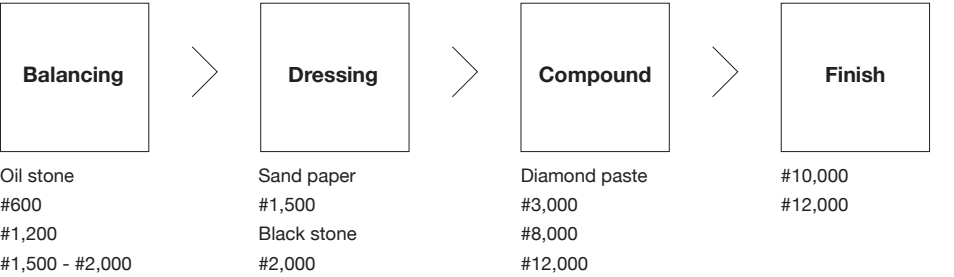 Balancing
Dressing
Compound
Finish
Oil stone
#600
#1,200
#1,500 - #2,000
Sand paper
#1,500
Black stone
#2,000
Diamond paste
#3,000
#8,000
#12,000
#10,000
#12,000